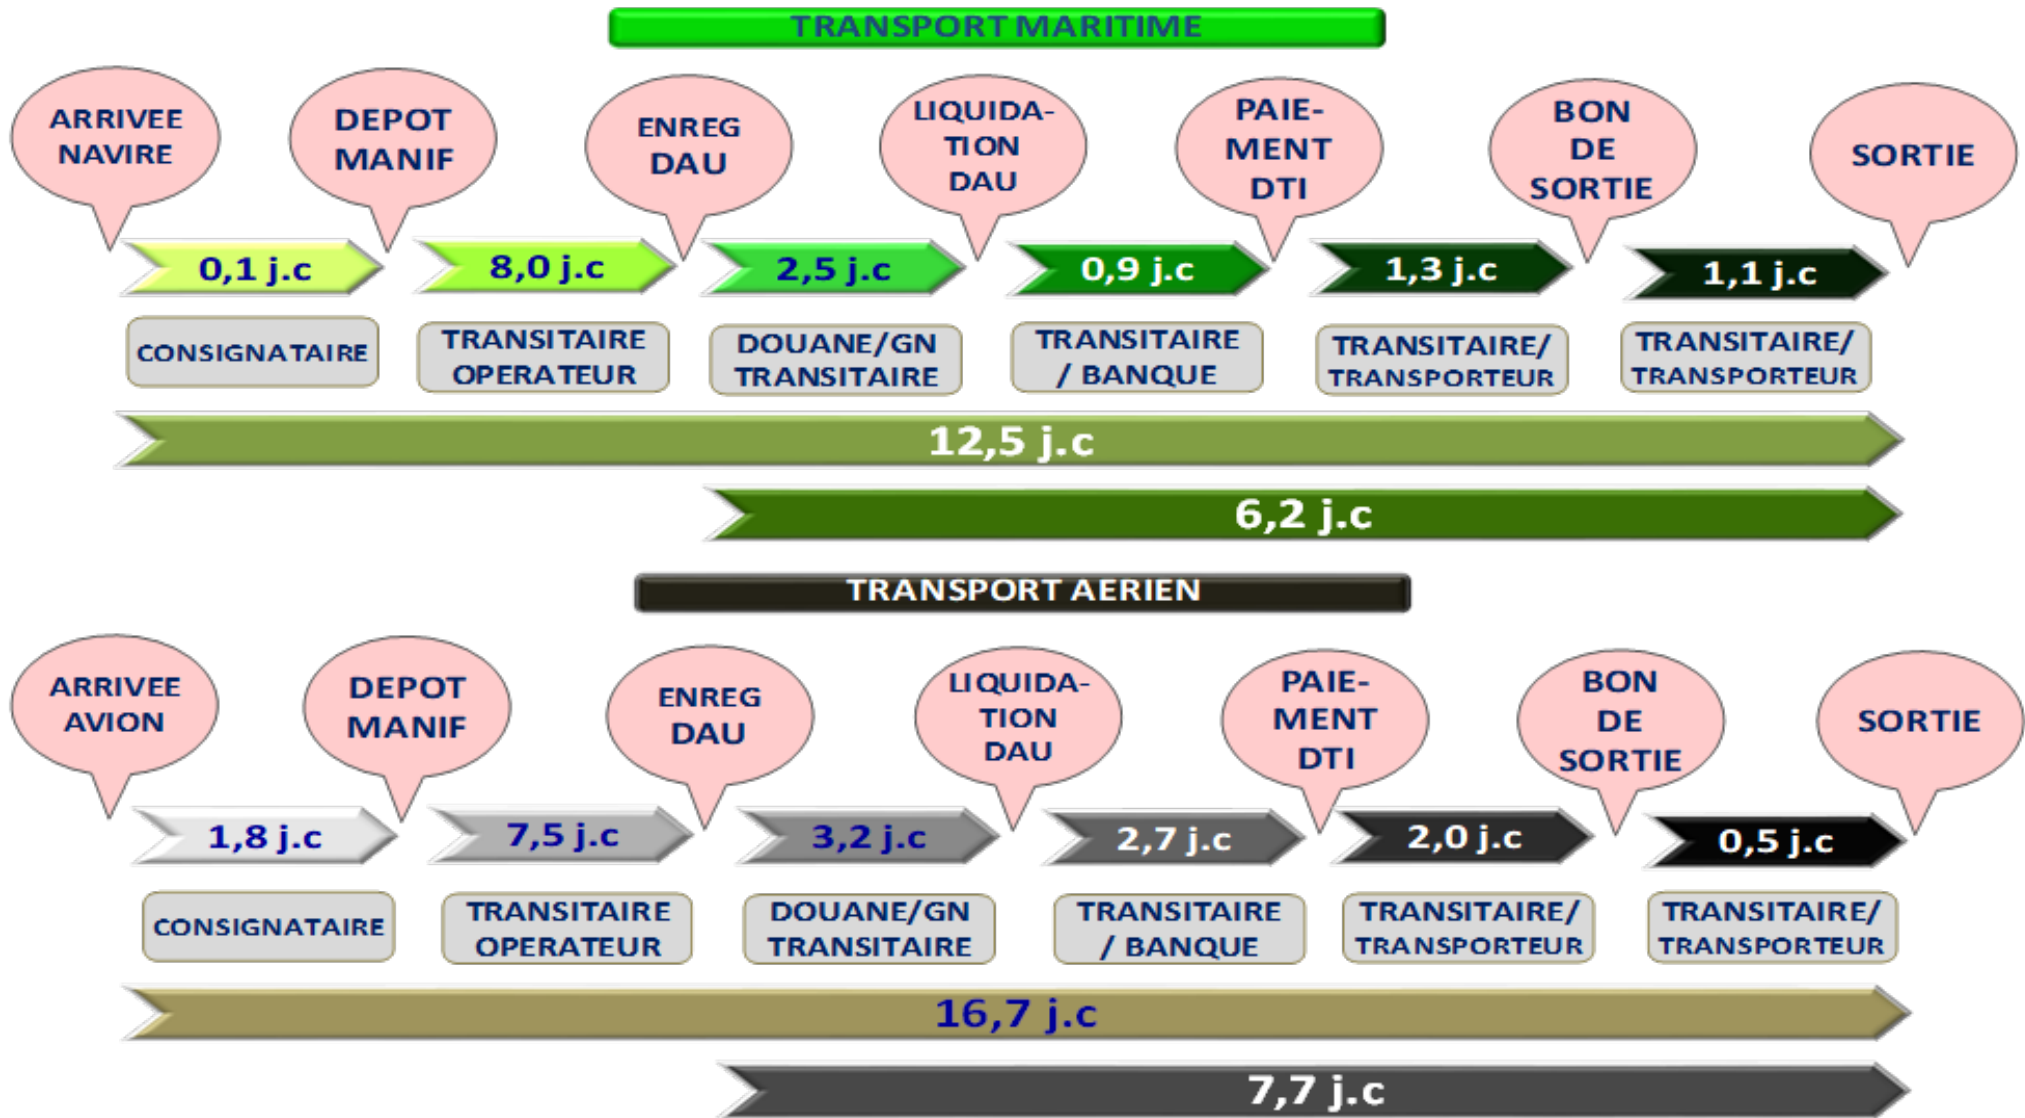 TRANSPORT MARITIME
ARRIVEE
NAVIRE
DEPOT
MANIF
ENREG
DAU
LIQUIDA-
TION
DAU
PAIE-
MENT
DTI
BON
DE
SORTIE
SORTIE
0,1 j.c
8,0 j.c
2,5 j.c
0,9 j.c
1,3 j.c
1,1 j.c
CONSIGNATAIRE
TRANSITAIRE
OPERATEUR
DOUANE/GN
TRANSITAIRE
TRANSITAIRE
/ BANQUE
TRANSITAIRE/
TRANSPORTEUR
TRANSITAIRE/
TRANSPORTEUR
12,5 j.c
6,2 j.c
TRANSPORT AERIEN
ARRIVEE
AVION
DEPOT
MANIF
ENREG
DAU
LIQUIDA-
TION
DAU
PAIE-
MENT
DTI
BON
DE
SORTIE
SORTIE
1,8 j.c
7,5 j.c
3,2 j.c
2,7 j.c
2,0 j.c
0,5 j.c
CONSIGNATAIRE
TRANSITAIRE
OPERATEUR
DOUANE/GN
TRANSITAIRE
TRANSITAIRE
/ BANQUE
TRANSITAIRE/
TRANSPORTEUR
TRANSITAIRE/
TRANSPORTEUR
16,7 j.c
7,7 j.c